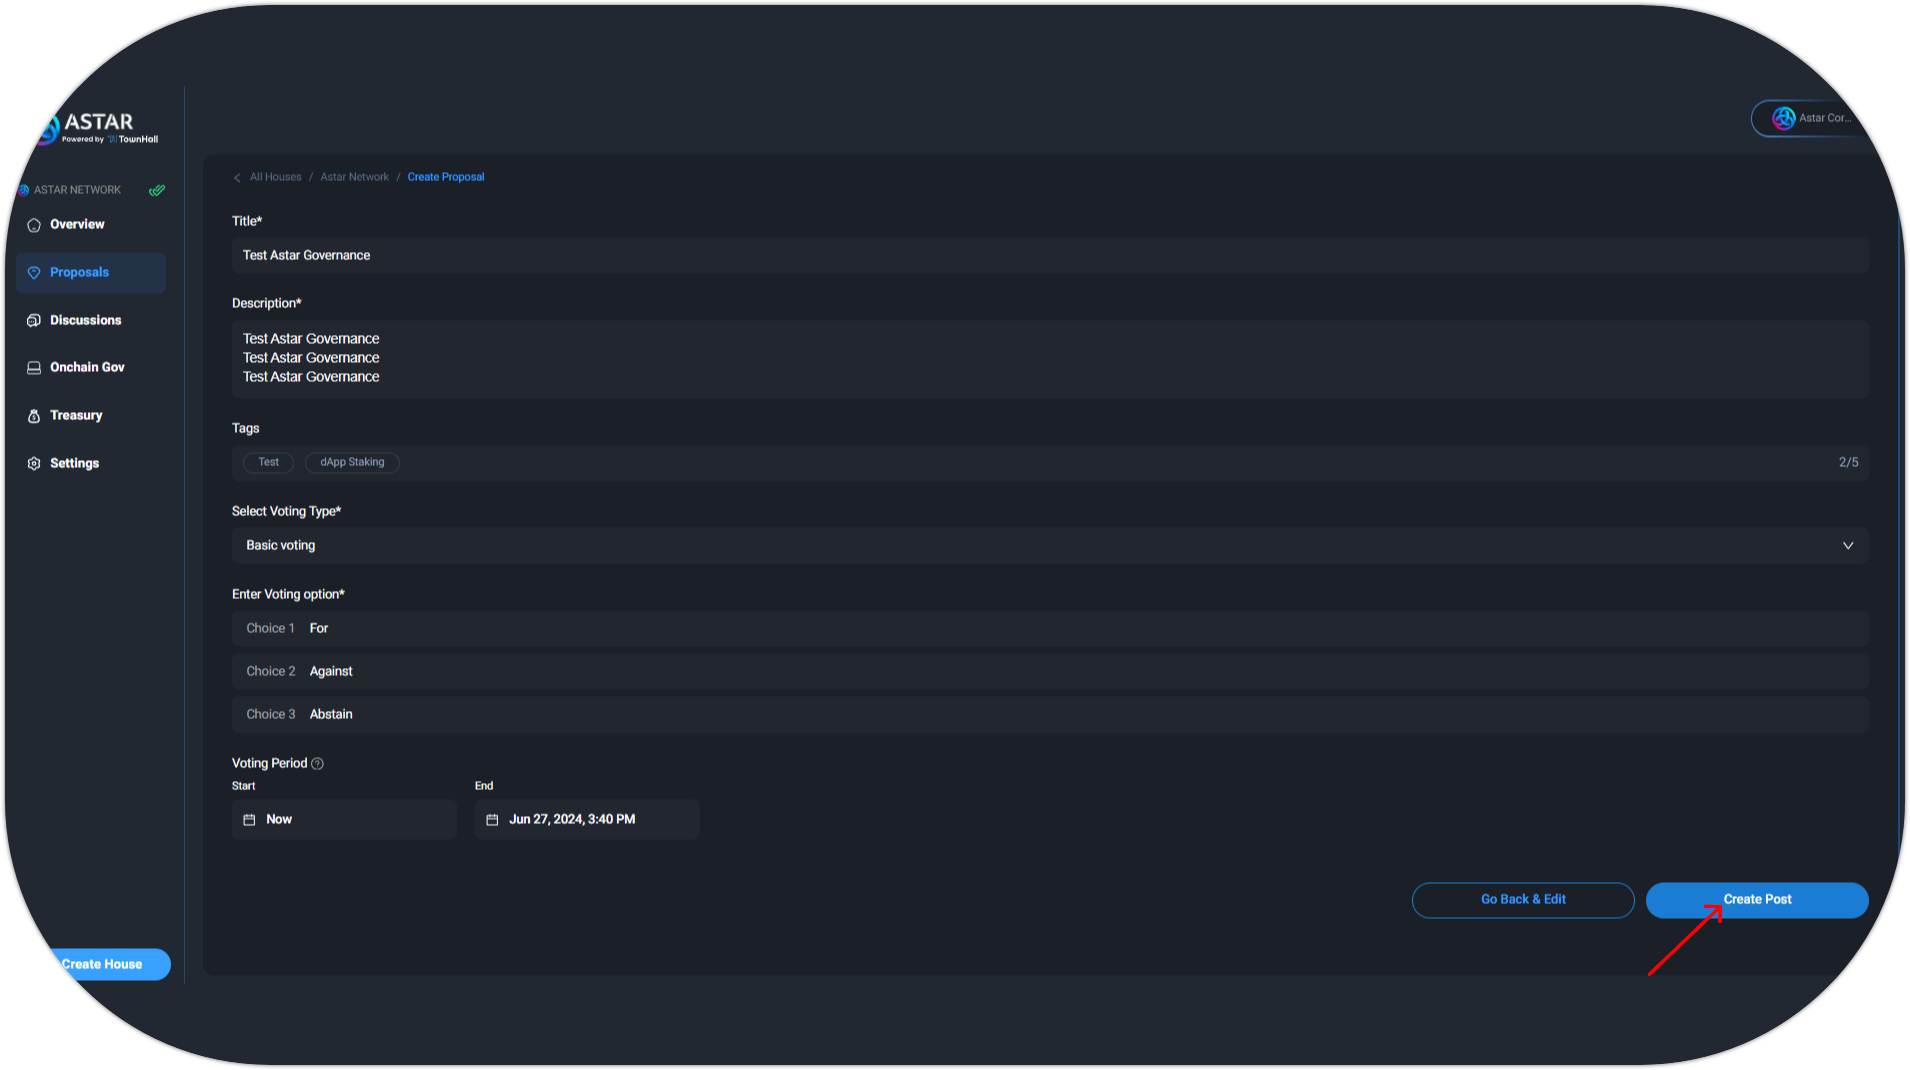 ASTAR
Powered by TownHall
Astar Cor...
ASTAR NETWORK
Overview
Proposals
Discussions
Onchain Gov
Treasury
Settings
Create House
All Houses / Astar Network / Create Proposal
Title*
Test Astar Governance
Description*
Test Astar Governance
Test Astar Governance
Test Astar Governance
Tags
Test dApp Staking 2/5
Select Voting Type*
Basic voting
Enter Voting option*
Choice 1 For
Choice 2 Against
Choice 3 Abstain
Voting Period
Start End
Now Jun 27, 2024, 3:40 PM
Go Back & Edit Create Post